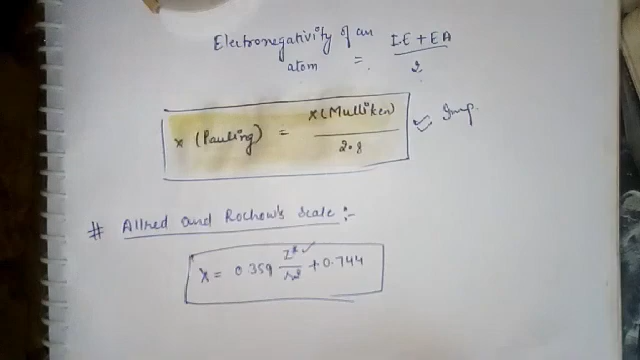 Electronegativity of an atom = IE + EA / 2
x (Pauling) = x (Mulliken) / 2.8
Imp.
# Allred and Rochow's Scale :-
x = 0.359 Z* / r² + 0.744